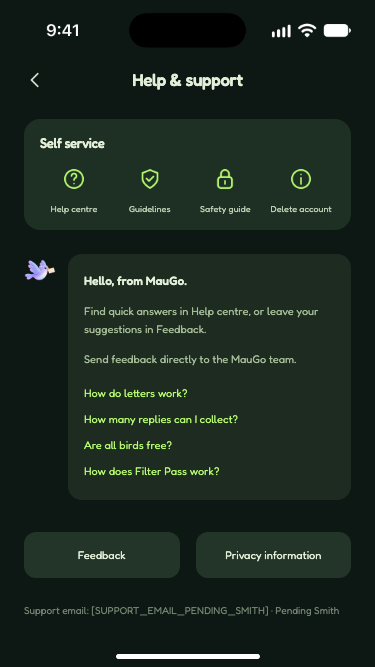 9:41
Help & support
Self service
Help centre
Guidelines
Safety guide
Delete account
Hello, from MauGo.
Find quick answers in Help centre, or leave your
suggestions in Feedback.
Send feedback directly to the MauGo team.
How do letters work?
How many replies can I collect?
Are all birds free?
How does Filter Pass work?
Feedback
Privacy information
Support email: [SUPPORT_EMAIL_PENDING_SMITH] · Pending Smith